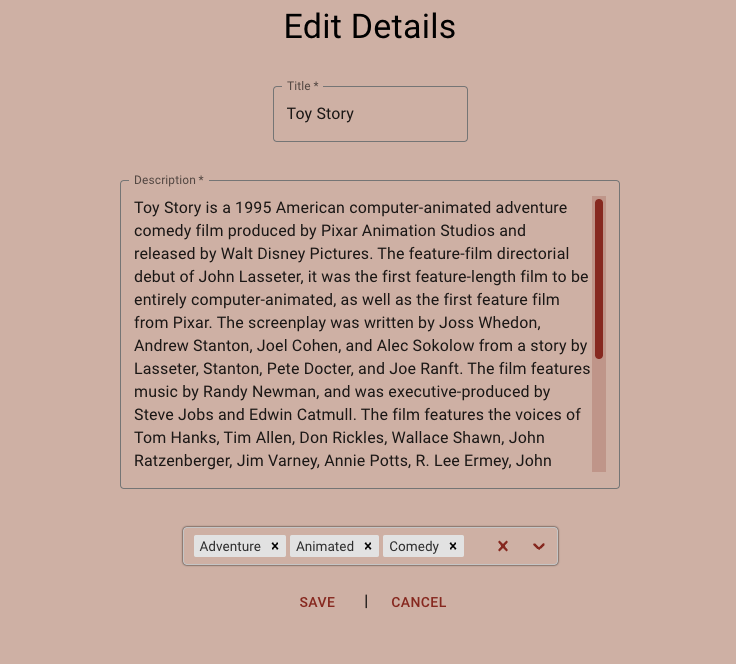 Edit Details
Title *
Toy Story
Description *
Toy Story is a 1995 American computer-animated adventure
comedy film produced by Pixar Animation Studios and
released by Walt Disney Pictures. The feature-film directorial
debut of John Lasseter, it was the first feature-length film to be
entirely computer-animated, as well as the first feature film
from Pixar. The screenplay was written by Joss Whedon,
Andrew Stanton, Joel Cohen, and Alec Sokolow from a story by
Lasseter, Stanton, Pete Docter, and Joe Ranft. The film features
music by Randy Newman, and was executive-produced by
Steve Jobs and Edwin Catmull. The film features the voices of
Tom Hanks, Tim Allen, Don Rickles, Wallace Shawn, John
Ratzenberger, Jim Varney, Annie Potts, R. Lee Ermey, John
Adventure Animated Comedy
SAVE | CANCEL